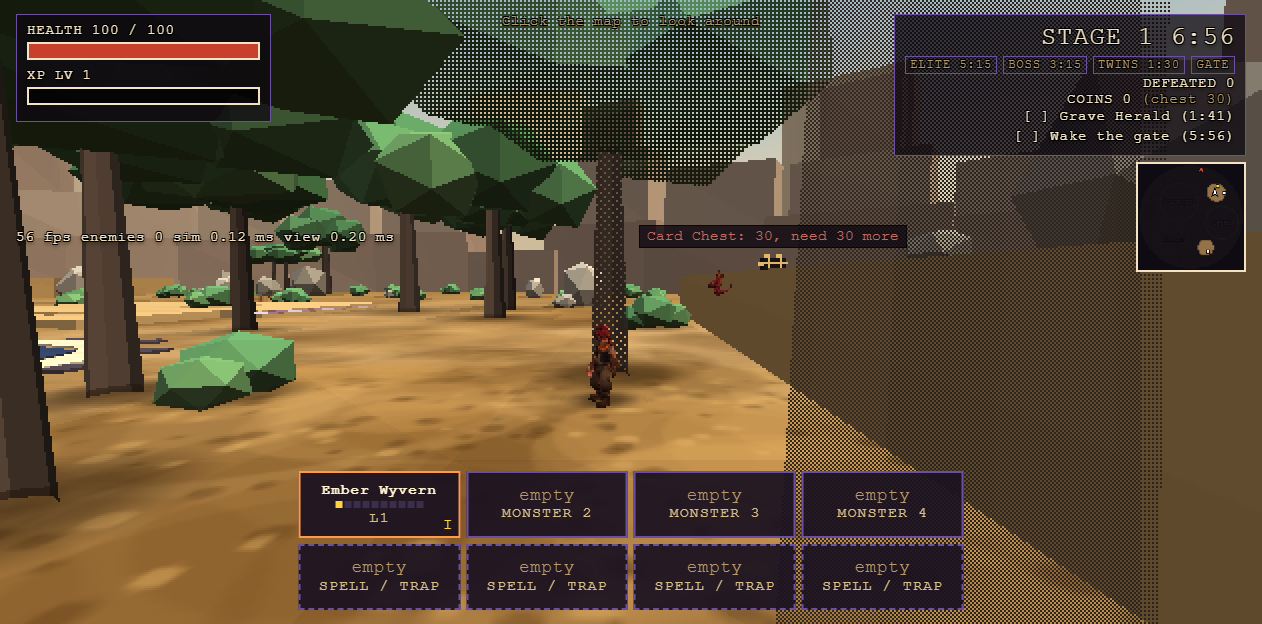 HEALTH 100 / 100
XP LV 1
Click the map to look around
STAGE 1 6:56
ELITE 5:15 BOSS 3:15 TWINS 1:30 GATE
DEFEATED 0
COINS 0 (chest 30)
[ ] Grave Herald (1:41)
[ ] Wake the gate (5:56)
56 fps enemies 0 sim 0.12 ms view 0.20 ms
Card Chest: 30, need 30 more
Ember Wyvern
L1
I
empty
MONSTER 2
empty
MONSTER 3
empty
MONSTER 4
empty
SPELL / TRAP
empty
SPELL / TRAP
empty
SPELL / TRAP
empty
SPELL / TRAP